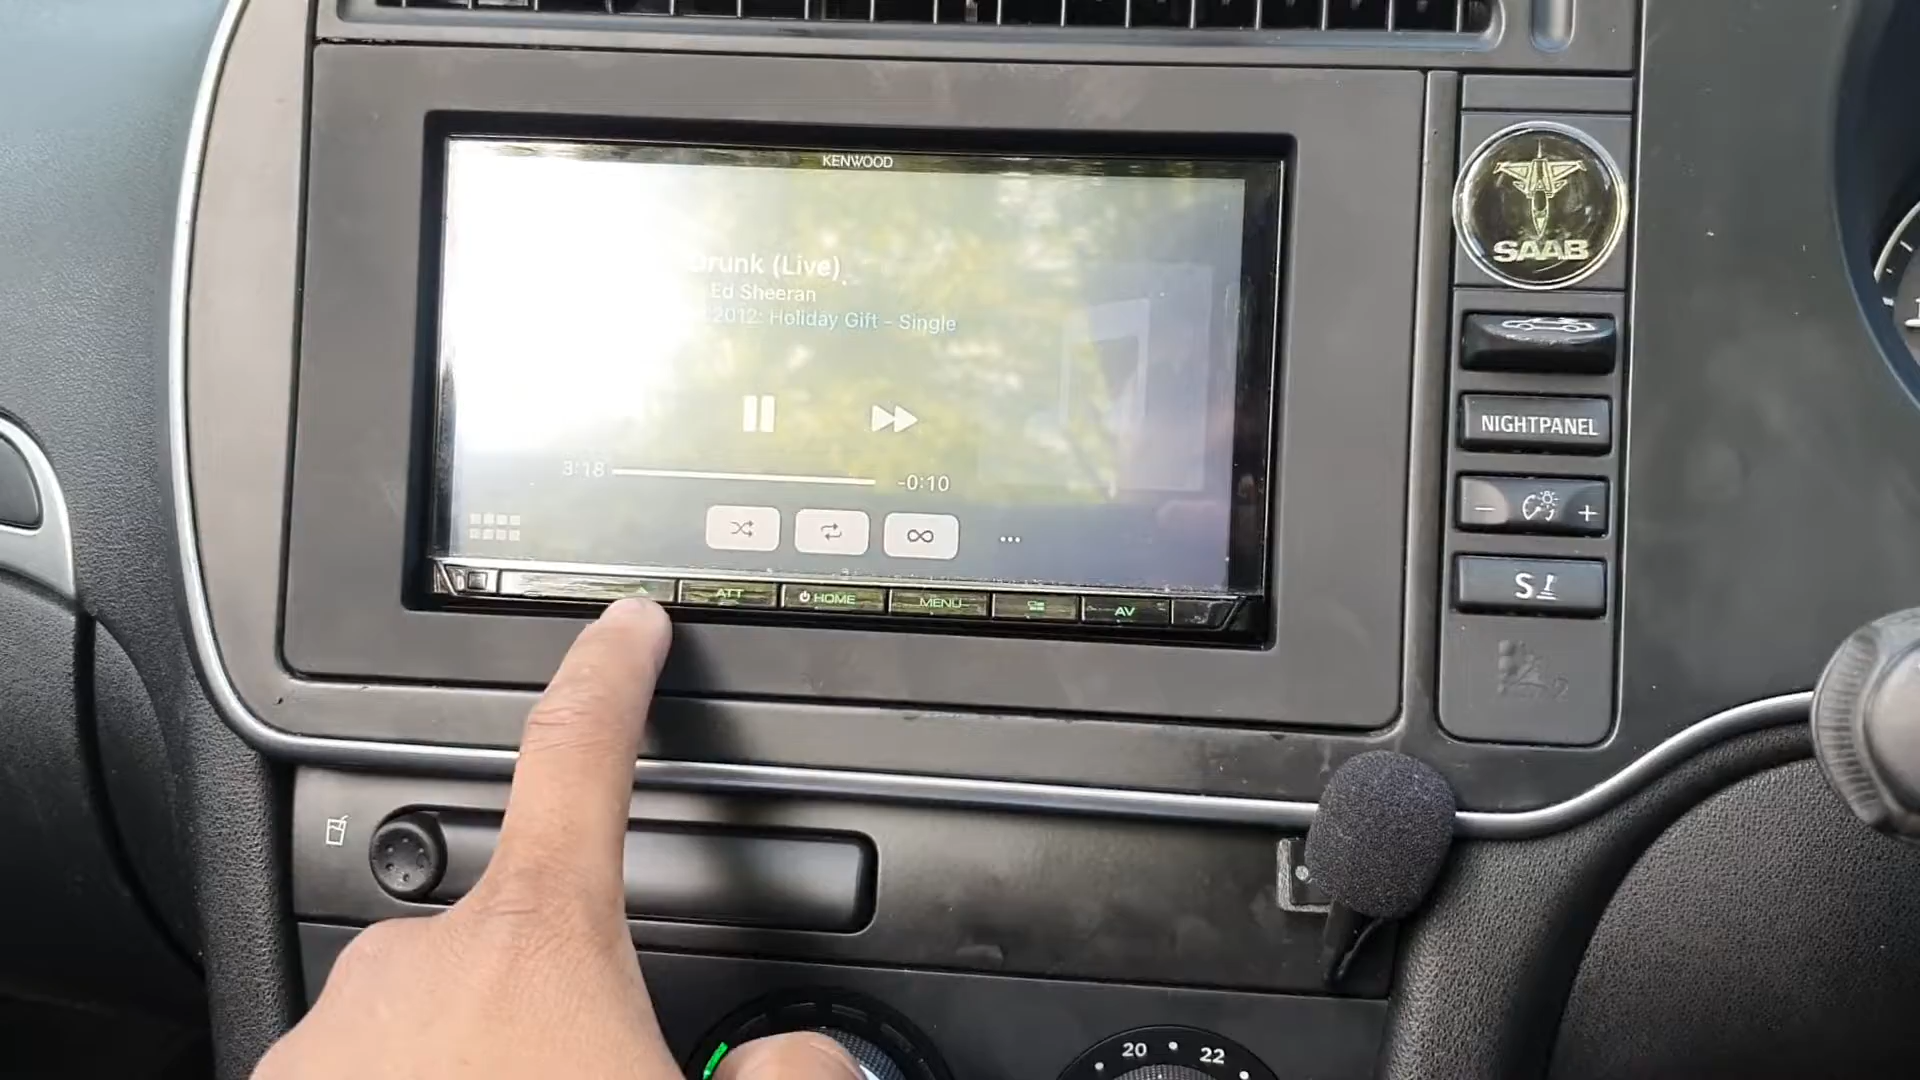 KENWOOD
Drunk (Live)
Ed Sheeran
2012: Holiday Gift - Single
3:18
-0:10
ATT
HOME
MENU
AV
SAAB
NIGHTPANEL
- +
S
20 22